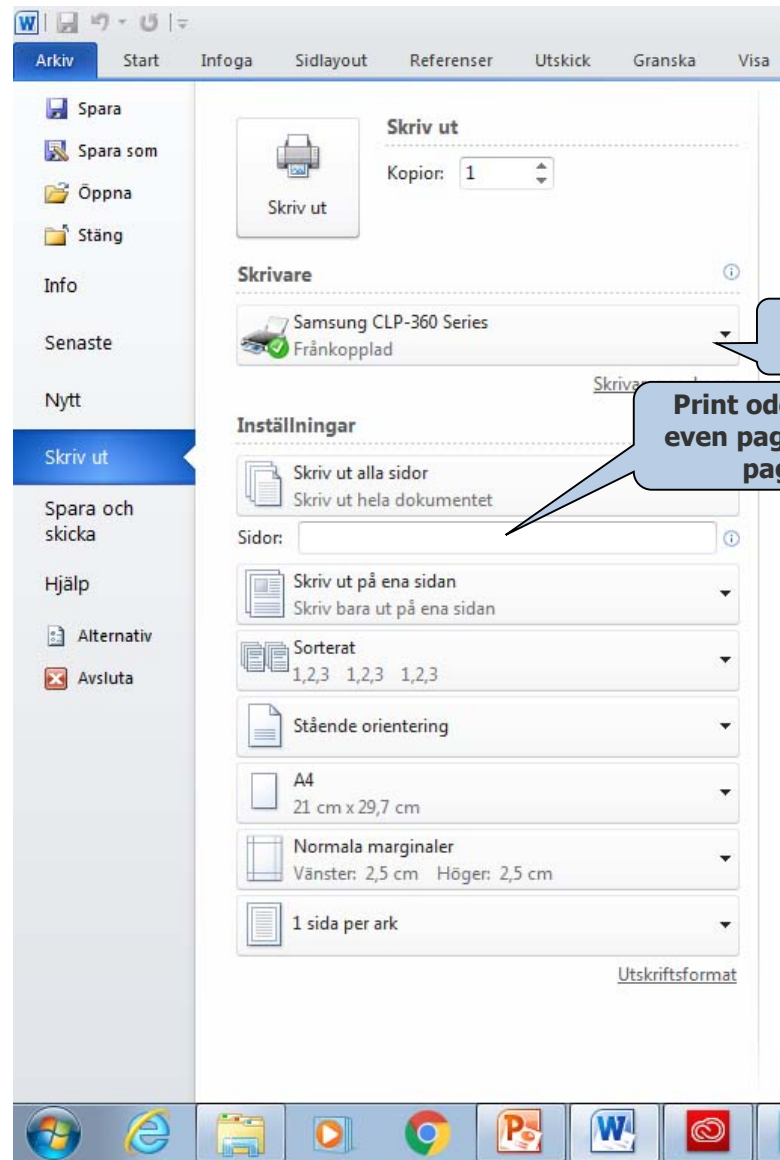 Arkiv Start Infoga Sidlayout Referenser Utskick Granska Visa
Spara
Spara som
Öppna
Stäng
Info
Senaste
Nytt
Skriv ut
Spara och
skicka
Hjälp
Alternativ
Avsluta
Skriv ut
Skriv ut
Kopior: 1
Skrivare
Samsung CLP-360 Series
Frånkopplad
Inställningar
Print
even
Skriv ut alla sidor
Skriv ut hela dokumentet
Sidor:
Skriv ut på ena sidan
Skriv bara ut på ena sidan
Sorterat
1,2,3 1,2,3 1,2,3
Stående orientering
A4
21 cm x 29,7 cm
Normala marginaler
Vänster: 2,5 cm Höger: 2,5 cm
1 sida per ark
Utskriftsformat